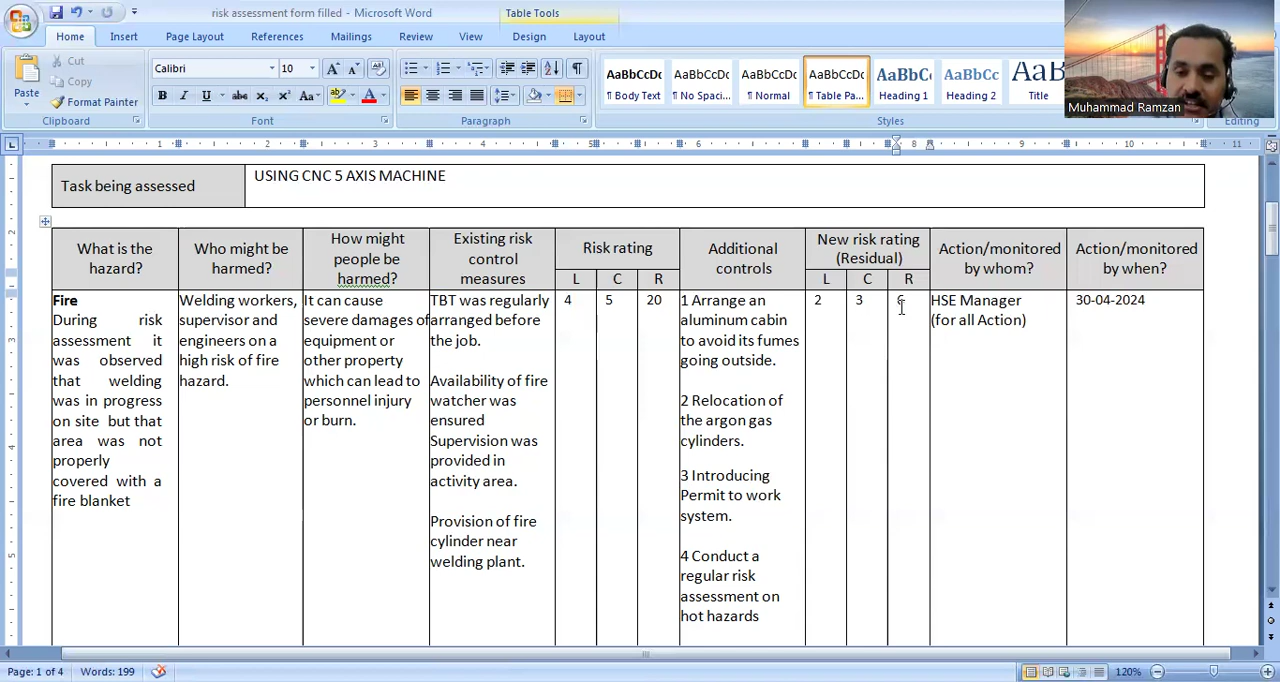 risk assessment form filled - Microsoft Word
Table Tools
Home
Insert
Page Layout
References
Mailings
Review
View
Design
Layout
Paste
Cut
Copy
Format Painter
Clipboard
Calibri
10
Font
Paragraph
AaBbCcDc
¶ Body Text
AaBbCcDc
¶ No Spaci...
AaBbCcDc
¶ Normal
AaBbCcDc
¶ Table Pa...
AaBbC
Heading 1
AaBbCc
Heading 2
AaB
Title
Styles
Editing
Muhammad Ramzan
1 2 3 4 5 6 8 9 10 11
Task being assessed
USING CNC 5 AXIS MACHINE
What is the
hazard?
Who might be
harmed?
How might
people be
harmed?
Existing risk
control
measures
Risk rating
L C R
Additional
controls
New risk rating
(Residual)
L C R
Action/monitored
by whom?
Action/monitored
by when?
Fire
During risk
assessment it
was observed
that welding
was in progress
on site but that
area was not
properly
covered with a
fire blanket
Welding workers,
supervisor and
engineers on a
high risk of fire
hazard.
It can cause
severe damages of
equipment or
other property
which can lead to
personnel injury
or burn.
TBT was regularly
arranged before
the job.
Availability of fire
watcher was
ensured
Supervision was
provided in
activity area.
Provision of fire
cylinder near
welding plant.
4 5 20
1 Arrange an
aluminum cabin
to avoid its fumes
going outside.
2 Relocation of
the argon gas
cylinders.
3 Introducing
Permit to work
system.
4 Conduct a
regular risk
assessment on
hot hazards
2 3 6
HSE Manager
(for all Action)
30-04-2024
Page: 1 of 4
Words: 199
120%